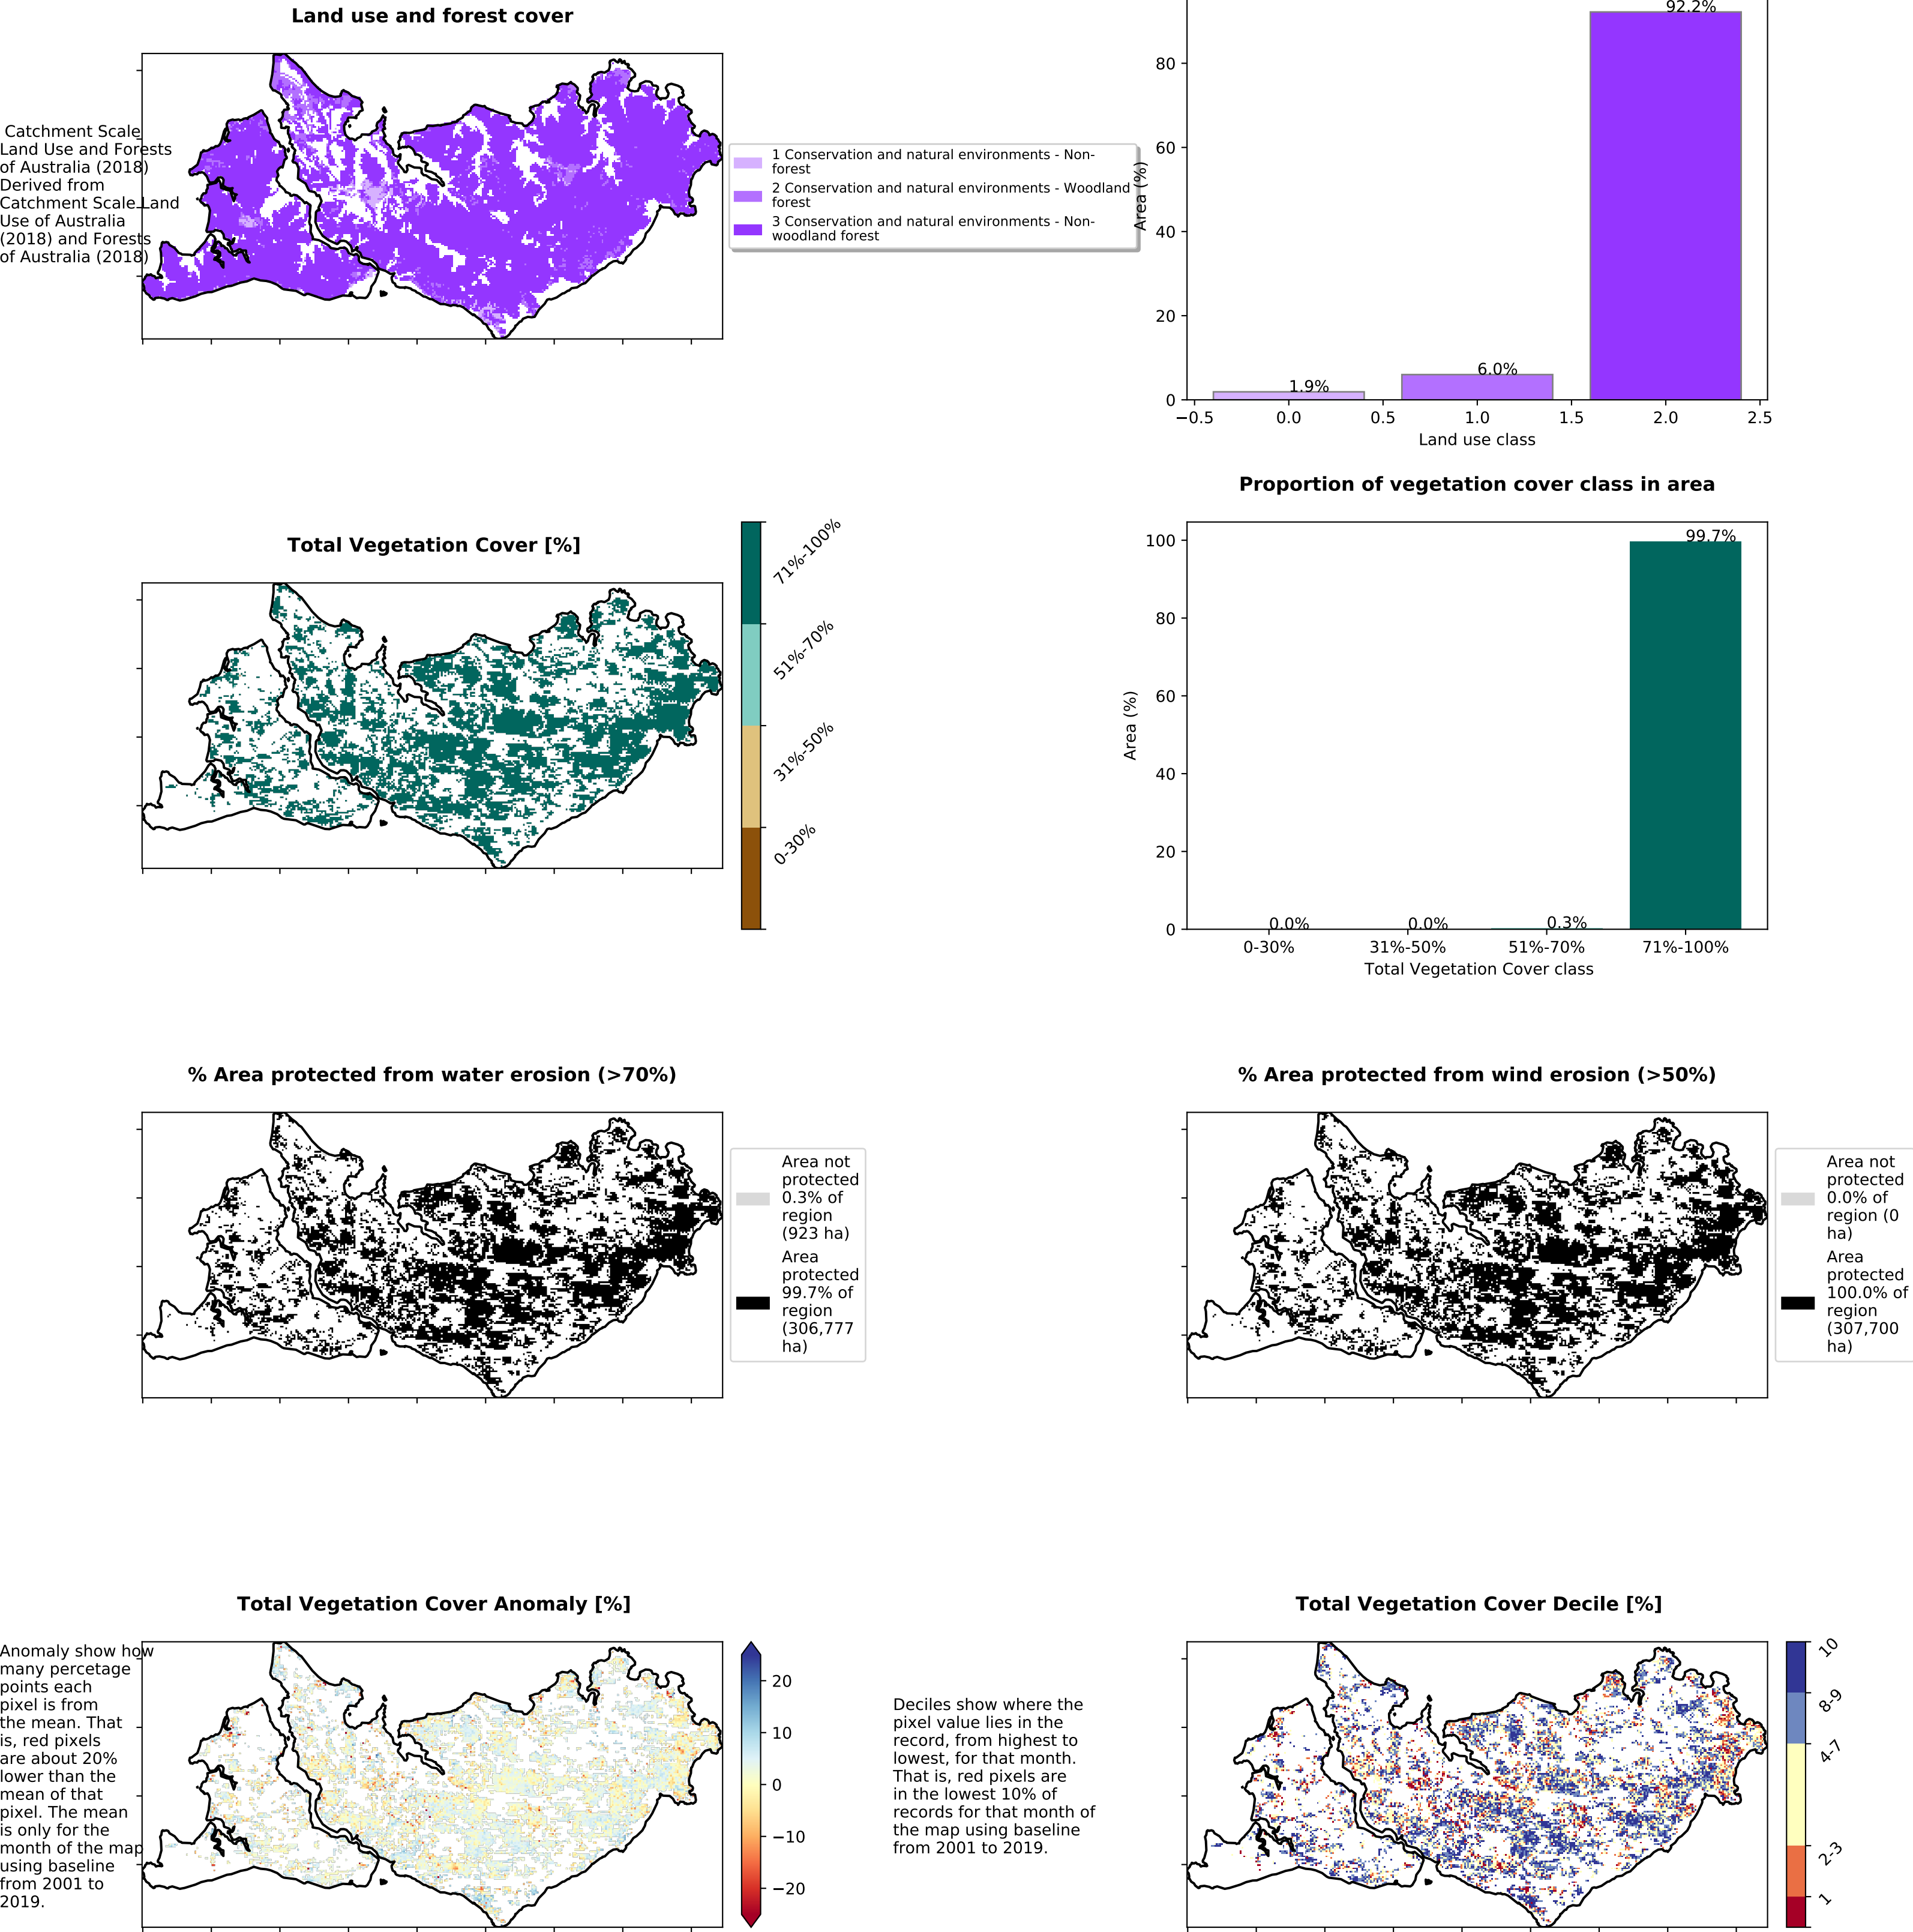 Land use and forest cover
Catchment Scale
Land Use and Forests
of Australia (2018)
Derived from
Catchment Scale Land
Use of Australia
(2018) and Forests
of Australia (2018)
1 Conservation and natural environments - Non-
forest
2 Conservation and natural environments - Woodland
forest
3 Conservation and natural environments - Non-
woodland forest
Area (%)
80
60
40
20
0
92.2%
6.0%
1.9%
−0.5
0.0
0.5
1.0
1.5
2.0
2.5
Land use class
Total Vegetation Cover [%]
71%-100%
51%-70%
31%-50%
0-30%
Proportion of vegetation cover class in area
Area (%)
100
80
60
40
20
0
0.0%
0.0%
0.3%
99.7%
0-30%
31%-50%
51%-70%
71%-100%
Total Vegetation Cover class
% Area protected from water erosion (>70%)
Area not
protected
0.3% of
region
(923 ha)
Area
protected
99.7% of
region
(306,777
ha)
% Area protected from wind erosion (>50%)
Area not
protected
0.0% of
region (0
ha)
Area
protected
100.0% of
region
(307,700
ha)
Total Vegetation Cover Anomaly [%]
Anomaly show how
many percetage
points each
pixel is from
the mean. That
is, red pixels
are about 20%
lower than the
mean of that
pixel. The mean
is only for the
month of the map
using baseline
from 2001 to
2019.
20
10
0
−10
−20
Total Vegetation Cover Decile [%]
Deciles show where the
pixel value lies in the
record, from highest to
lowest, for that month.
That is, red pixels are
in the lowest 10% of
records for that month of
the map using baseline
from 2001 to 2019.
10
8-9
4-7
2-3
1